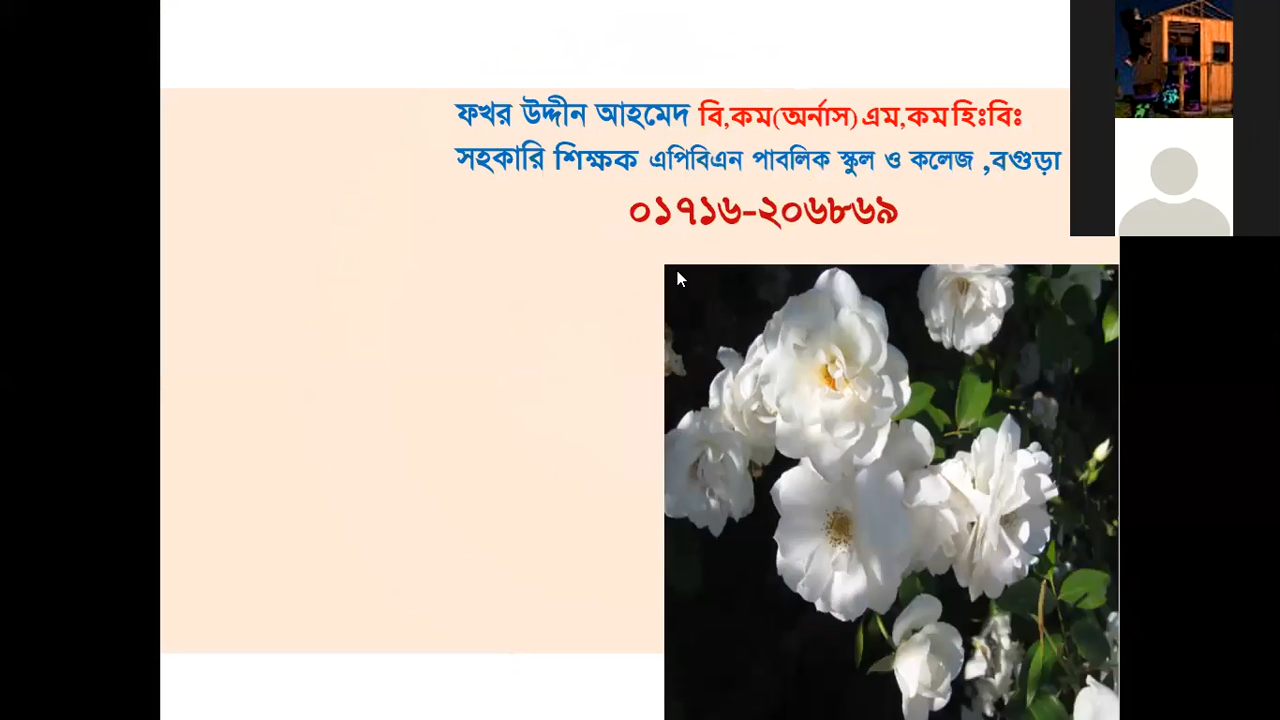 ফখর উদ্দীন আহমেদ বি,কম(অর্নাস) এম,কম হিঃবিঃ
সহকারি শিক্ষক এপিবিএন পাবলিক স্কুল ও কলেজ ,বগুড়া
০১৭১৬-২০৬৮৬৯